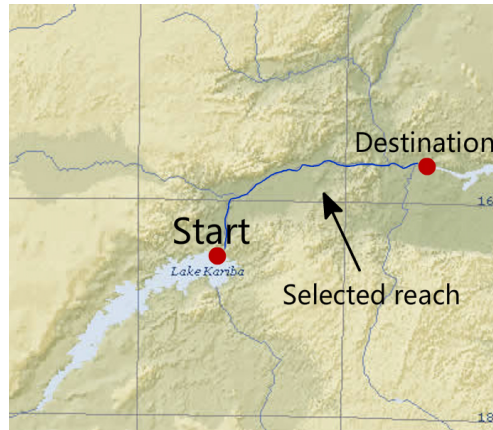 Destination
16
Start
Lake Kariba
Selected reach
18